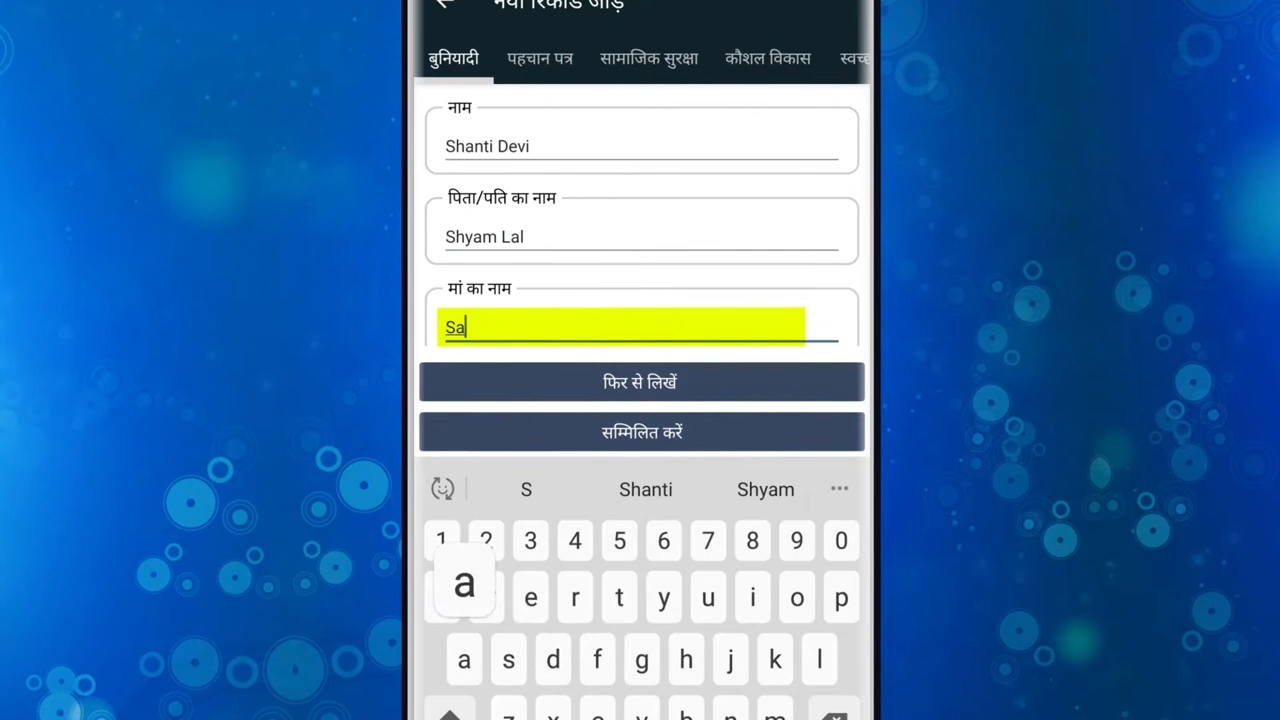 नया रिकॉर्ड जोड़ें
बुनियादी पहचान पत्र सामाजिक सुरक्षा कौशल विकास
नाम
Shanti Devi
पिता/पति का नाम
Shyam Lal
मां का नाम
Sa
फिर से लिखें
सम्मिलित करें
S Shanti Shyam
1 2 3 4 5 6 7 8 9 0
a
e r t y u i o p
a s d f g h j k l
z x c v b n m